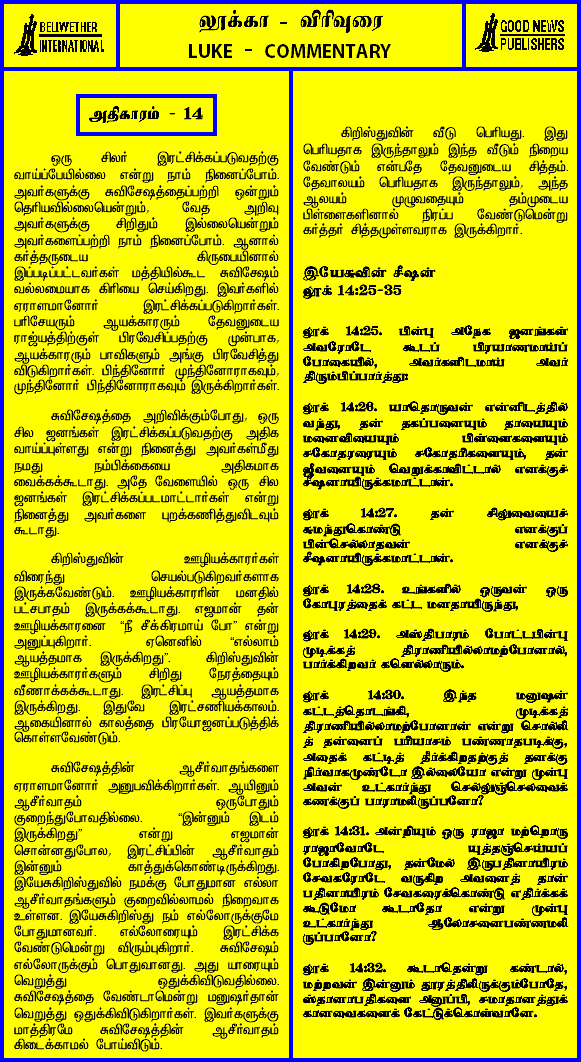 BELLWETHER
INTERNATIONAL
லூக்கா - விரிவுரை
LUKE - COMMENTARY
GOOD NEWS
PUBLISHERS
அதிகாரம் - 14
ஒரு சிலர் இரட்சிக்கப்படுவதற்கு
வாய்ப்பேயில்லை என்று நாம் நினைப்போம்.
அவர்களுக்கு சுவிசேஷத்தைப்பற்றி ஒன்றும்
தெரியவில்லையென்றும், வேத அறிவு
அவர்களுக்கு சிறிதும் இல்லையென்றும்
அவர்களைப்பற்றி நாம் நினைப்போம். ஆனால்
கர்த்தருடைய கிருபையினால்
இப்படிப்பட்டவர்கள் மத்தியில்கூட சுவிசேஷம்
வல்லமையாக கிரியை செய்கிறது. இவர்களில்
ஏராளமானோர் இரட்சிக்கப்படுகிறார்கள்.
பரிசேயரும் ஆயக்காரரும் தேவனுடைய
ராஜ்யத்திற்குள் பிரவேசிப்பதற்கு முன்பாக,
ஆயக்காரரும் பாவிகளும் அங்கு பிரவேசித்து
விடுகிறார்கள். பிந்தினோர் முந்தினோராகவும்,
முந்தினோர் பிந்தினோராகவும் இருக்கிறார்கள்.
சுவிசேஷத்தை அறிவிக்கும்போது, ஒரு
சில ஜனங்கள் இரட்சிக்கப்படுவதற்கு அதிக
வாய்ப்புள்ளது என்று நினைத்து அவர்கள்மீது
நமது நம்பிக்கையை அதிகமாக
வைக்கக்கூடாது. அதே வேளையில் ஒரு சில
ஜனங்கள் இரட்சிக்கப்படமாட்டார்கள் என்று
நினைத்து அவர்களை புறக்கணித்துவிடவும்
கூடாது.
கிறிஸ்துவின் ஊழியக்காரர்கள்
விரைந்து செயல்படுகிறவர்களாக
இருக்கவேண்டும். ஊழியக்காரரின் மனதில்
பட்சபாதம் இருக்கக்கூடாது. எஜமான் தன்
ஊழியக்காரனை “நீ சீக்கிரமாய் போ” என்று
அனுப்புகிறார். ஏனெனில் “எல்லாம்
ஆயத்தமாக இருக்கிறது”. கிறிஸ்துவின்
ஊழியக்காரர்களும் சிறிது நேரத்தையும்
வீணாக்கக்கூடாது. இரட்சிப்பு ஆயத்தமாக
இருக்கிறது. இதுவே இரட்சணியக்காலம்.
ஆகையினால் காலத்தை பிரயோஜனப்படுத்திக்
கொள்ளவேண்டும்.
சுவிசேஷத்தின் ஆசீர்வாதங்களை
ஏராளமானோர் அனுபவிக்கிறார்கள். ஆயினும்
ஆசீர்வாதம் ஒருபோதும்
குறைந்துபோவதில்லை. “இன்னும் இடம்
இருக்கிறது” என்று எஜமான்
சொன்னதுபோல, இரட்சிப்பின் ஆசீர்வாதம்
இன்னும் காத்துக்கொண்டிருக்கிறது.
இயேசுகிறிஸ்துவில் நமக்கு போதுமான எல்லா
ஆசீர்வாதங்களும் குறைவில்லாமல் நிறைவாக
உள்ளன. இயேசுகிறிஸ்து நம் எல்லோருக்குமே
போதுமானவர். எல்லோரையும் இரட்சிக்க
வேண்டுமென்று விரும்புகிறார். சுவிசேஷம்
எல்லோருக்கும் பொதுவானது. அது யாரையும்
வெறுத்து ஒதுக்கிவிடுவதில்லை.
சுவிசேஷத்தை வேண்டாமென்று மனுஷர்தான்
வெறுத்து ஒதுக்கிவிடுகிறார்கள். இவர்களுக்கு
மாத்திரமே சுவிசேஷத்தின் ஆசீர்வாதம்
கிடைக்காமல் போய்விடும்.
கிறிஸ்துவின் வீடு பெரியது. இது
பெரியதாக இருந்தாலும் இந்த வீடும் நிறைய
வேண்டும் என்பதே தேவனுடைய சித்தம்.
தேவாலயம் பெரியதாக இருந்தாலும், அந்த
ஆலயம் முழுவதையும் தம்முடைய
பிள்ளைகளினால் நிரப்ப வேண்டுமென்று
கர்த்தர் சித்தமுள்ளவராக இருக்கிறார்.
இயேசுவின் சீஷன்
லூக் 14:25-35
லூக் 14:25. பின்பு அநேக ஜனங்கள்
அவரோடே கூடப் பிரயாணமாய்ப்
போகையில், அவர்களிடமாய் அவர்
திரும்பிப்பார்த்து:
லூக் 14:26. யாதொருவன் என்னிடத்தில்
வந்து, தன் தகப்பனையும் தாயையும்
மனைவியையும் பிள்ளைகளையும்
சகோதரரையும் சகோதரிகளையும், தன்
ஜீவனையும் வெறுக்காவிட்டால் எனக்குச்
சீஷனாயிருக்கமாட்டான்.
லூக் 14:27. தன் சிலுவையைச்
சுமந்துகொண்டு எனக்குப்
பின்செல்லாதவன் எனக்குச்
சீஷனாயிருக்கமாட்டான்.
லூக் 14:28. உங்களில் ஒருவன் ஒரு
கோபுரத்தைக் கட்ட மனதாயிருந்து,
லூக் 14:29. அஸ்திபாரம் போட்டபின்பு
முடிக்கத் திராணியில்லாமற்போனால்,
பார்க்கிறவர் களெல்லாரும்.
லூக் 14:30. இந்த மனுஷன்
கட்டத்தொடங்கி, முடிக்கத்
திராணியில்லாமற்போனான் என்று சொல்லி
த் தன்னைப் பரியாசம் பண்ணாதபடிக்கு,
அதைக் கட்டித் தீர்க்கிறதற்குத் தனக்கு
நிர்வாகமுண்டோ இல்லையோ என்று முன்பு
அவன் உட்கார்ந்து செல்லுஞ்செலவைக்
கணக்குப் பாராமலிருப்பனோ?
லூக் 14:31. அன்றியும் ஒரு ராஜா மற்றொரு
ராஜாவோடே யுத்தஞ்செய்யப்
போகிறபோது, தன்மேல் இருபதினாயிரம்
சேவகரோடே வருகிற அவனைத் தான்
பதினாயிரம் சேவகரைக்கொண்டு எதிர்க்கக்
கூடுமோ கூடாதோ என்று முன்பு
உட்கார்ந்து ஆலோசனைபண்ணாமலி
ருப்பானோ?
லூக் 14:32. கூடாதென்று கண்டால்,
மற்றவன் இன்னும் தூரத்திலிருக்கும்போதே,
ஸ்தானாபதிகளை அனுப்பி, சமாதானத்துக்
கானவைகளைக் கேட்டுக்கொள்வானே.